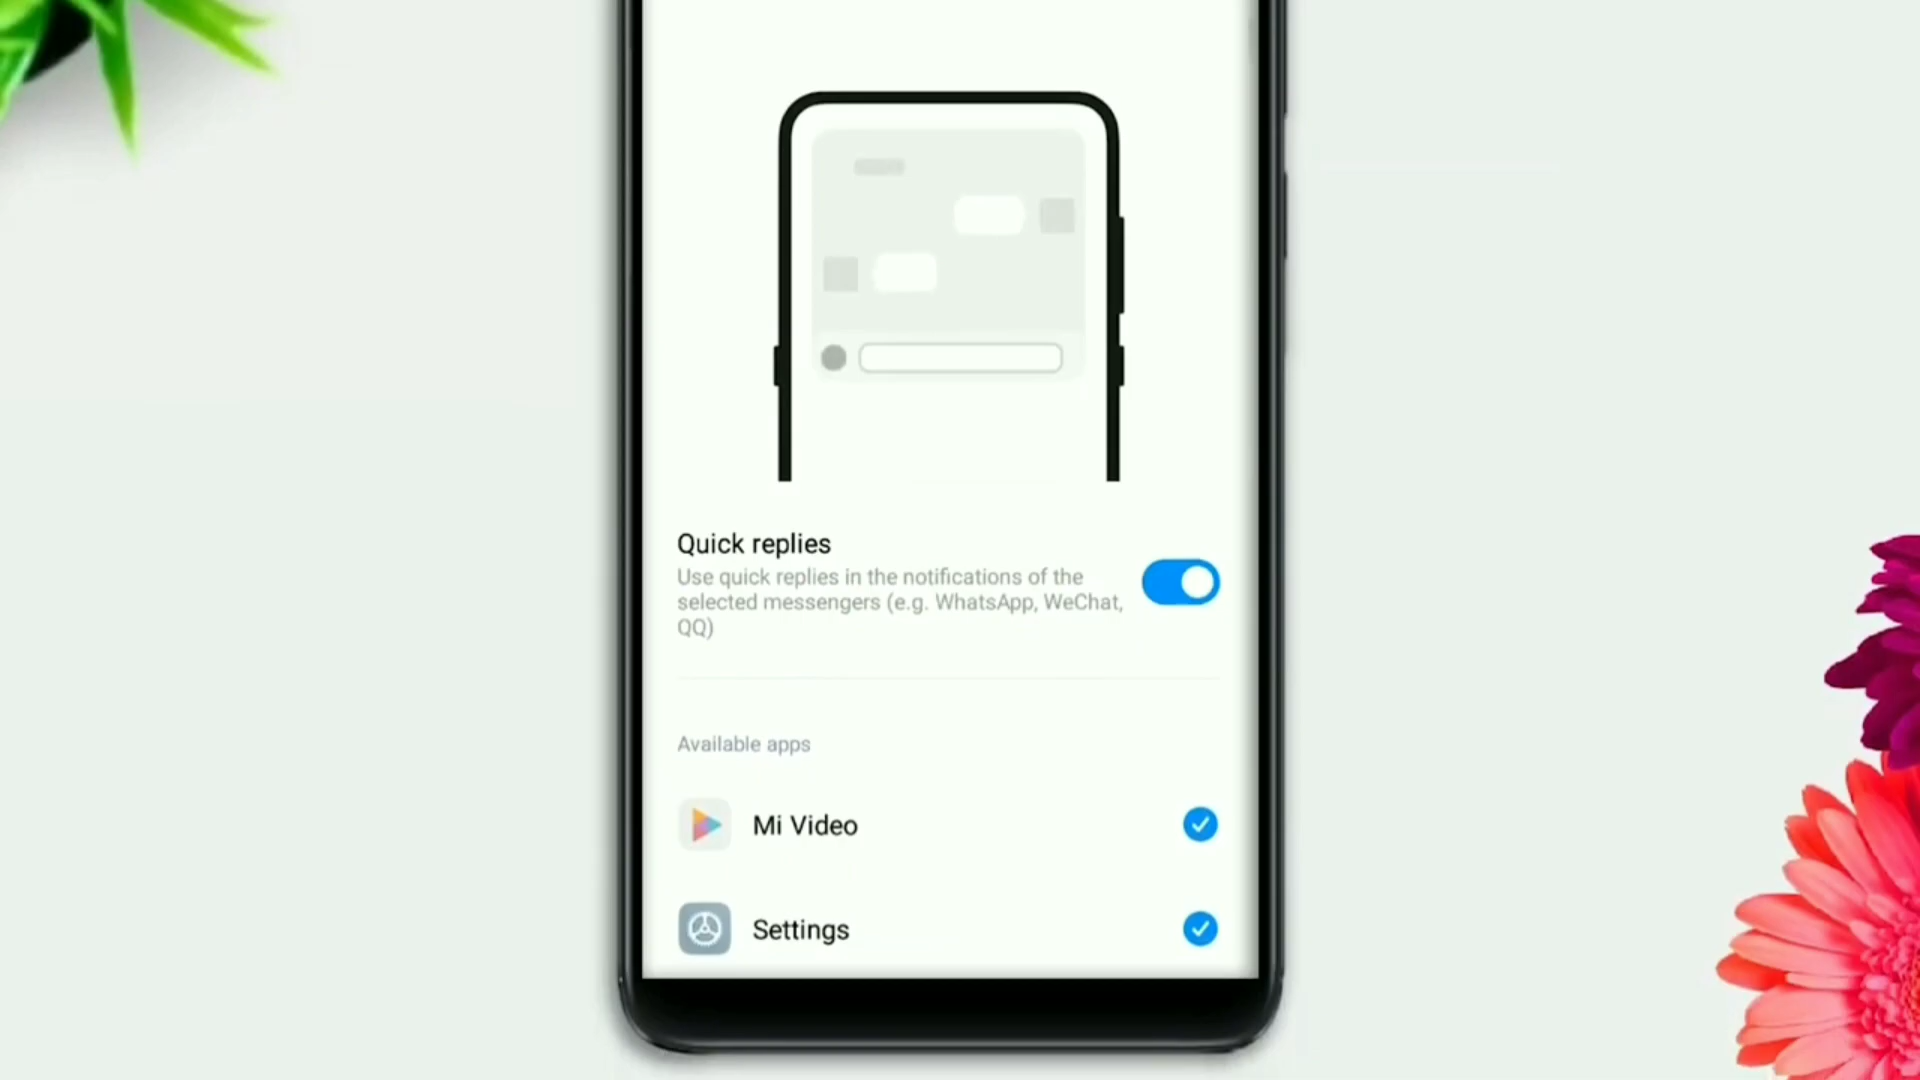 Quick replies
Use quick replies in the notifications of the
selected messengers (e.g. WhatsApp, WeChat,
QQ)
Available apps
Mi Video
Settings